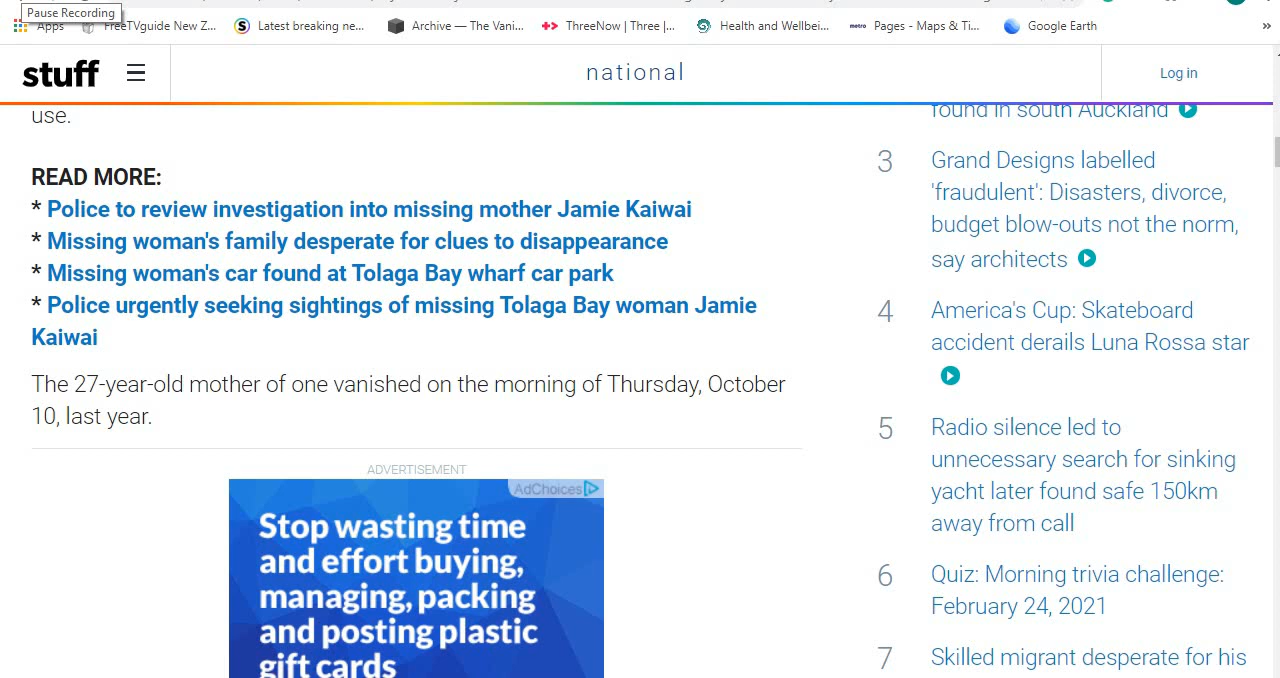 Pause Recording
Apps
FreeTVguide New Z...
Latest breaking ne...
Archive — The Vani...
ThreeNow | Three |...
Health and Wellbei...
metro
Pages - Maps & Ti...
Google Earth
»
stuff
national
Log in
use.
READ MORE:
* Police to review investigation into missing mother Jamie Kaiwai
* Missing woman's family desperate for clues to disappearance
* Missing woman's car found at Tolaga Bay wharf car park
* Police urgently seeking sightings of missing Tolaga Bay woman Jamie
Kaiwai
The 27-year-old mother of one vanished on the morning of Thursday, October
10, last year.
ADVERTISEMENT
AdChoices
Stop wasting time
and effort buying,
managing, packing
and posting plastic
gift cards
found in south Auckland
3
Grand Designs labelled
'fraudulent': Disasters, divorce,
budget blow-outs not the norm,
say architects
4
America's Cup: Skateboard
accident derails Luna Rossa star
5
Radio silence led to
unnecessary search for sinking
yacht later found safe 150km
away from call
6
Quiz: Morning trivia challenge:
February 24, 2021
7
Skilled migrant desperate for his